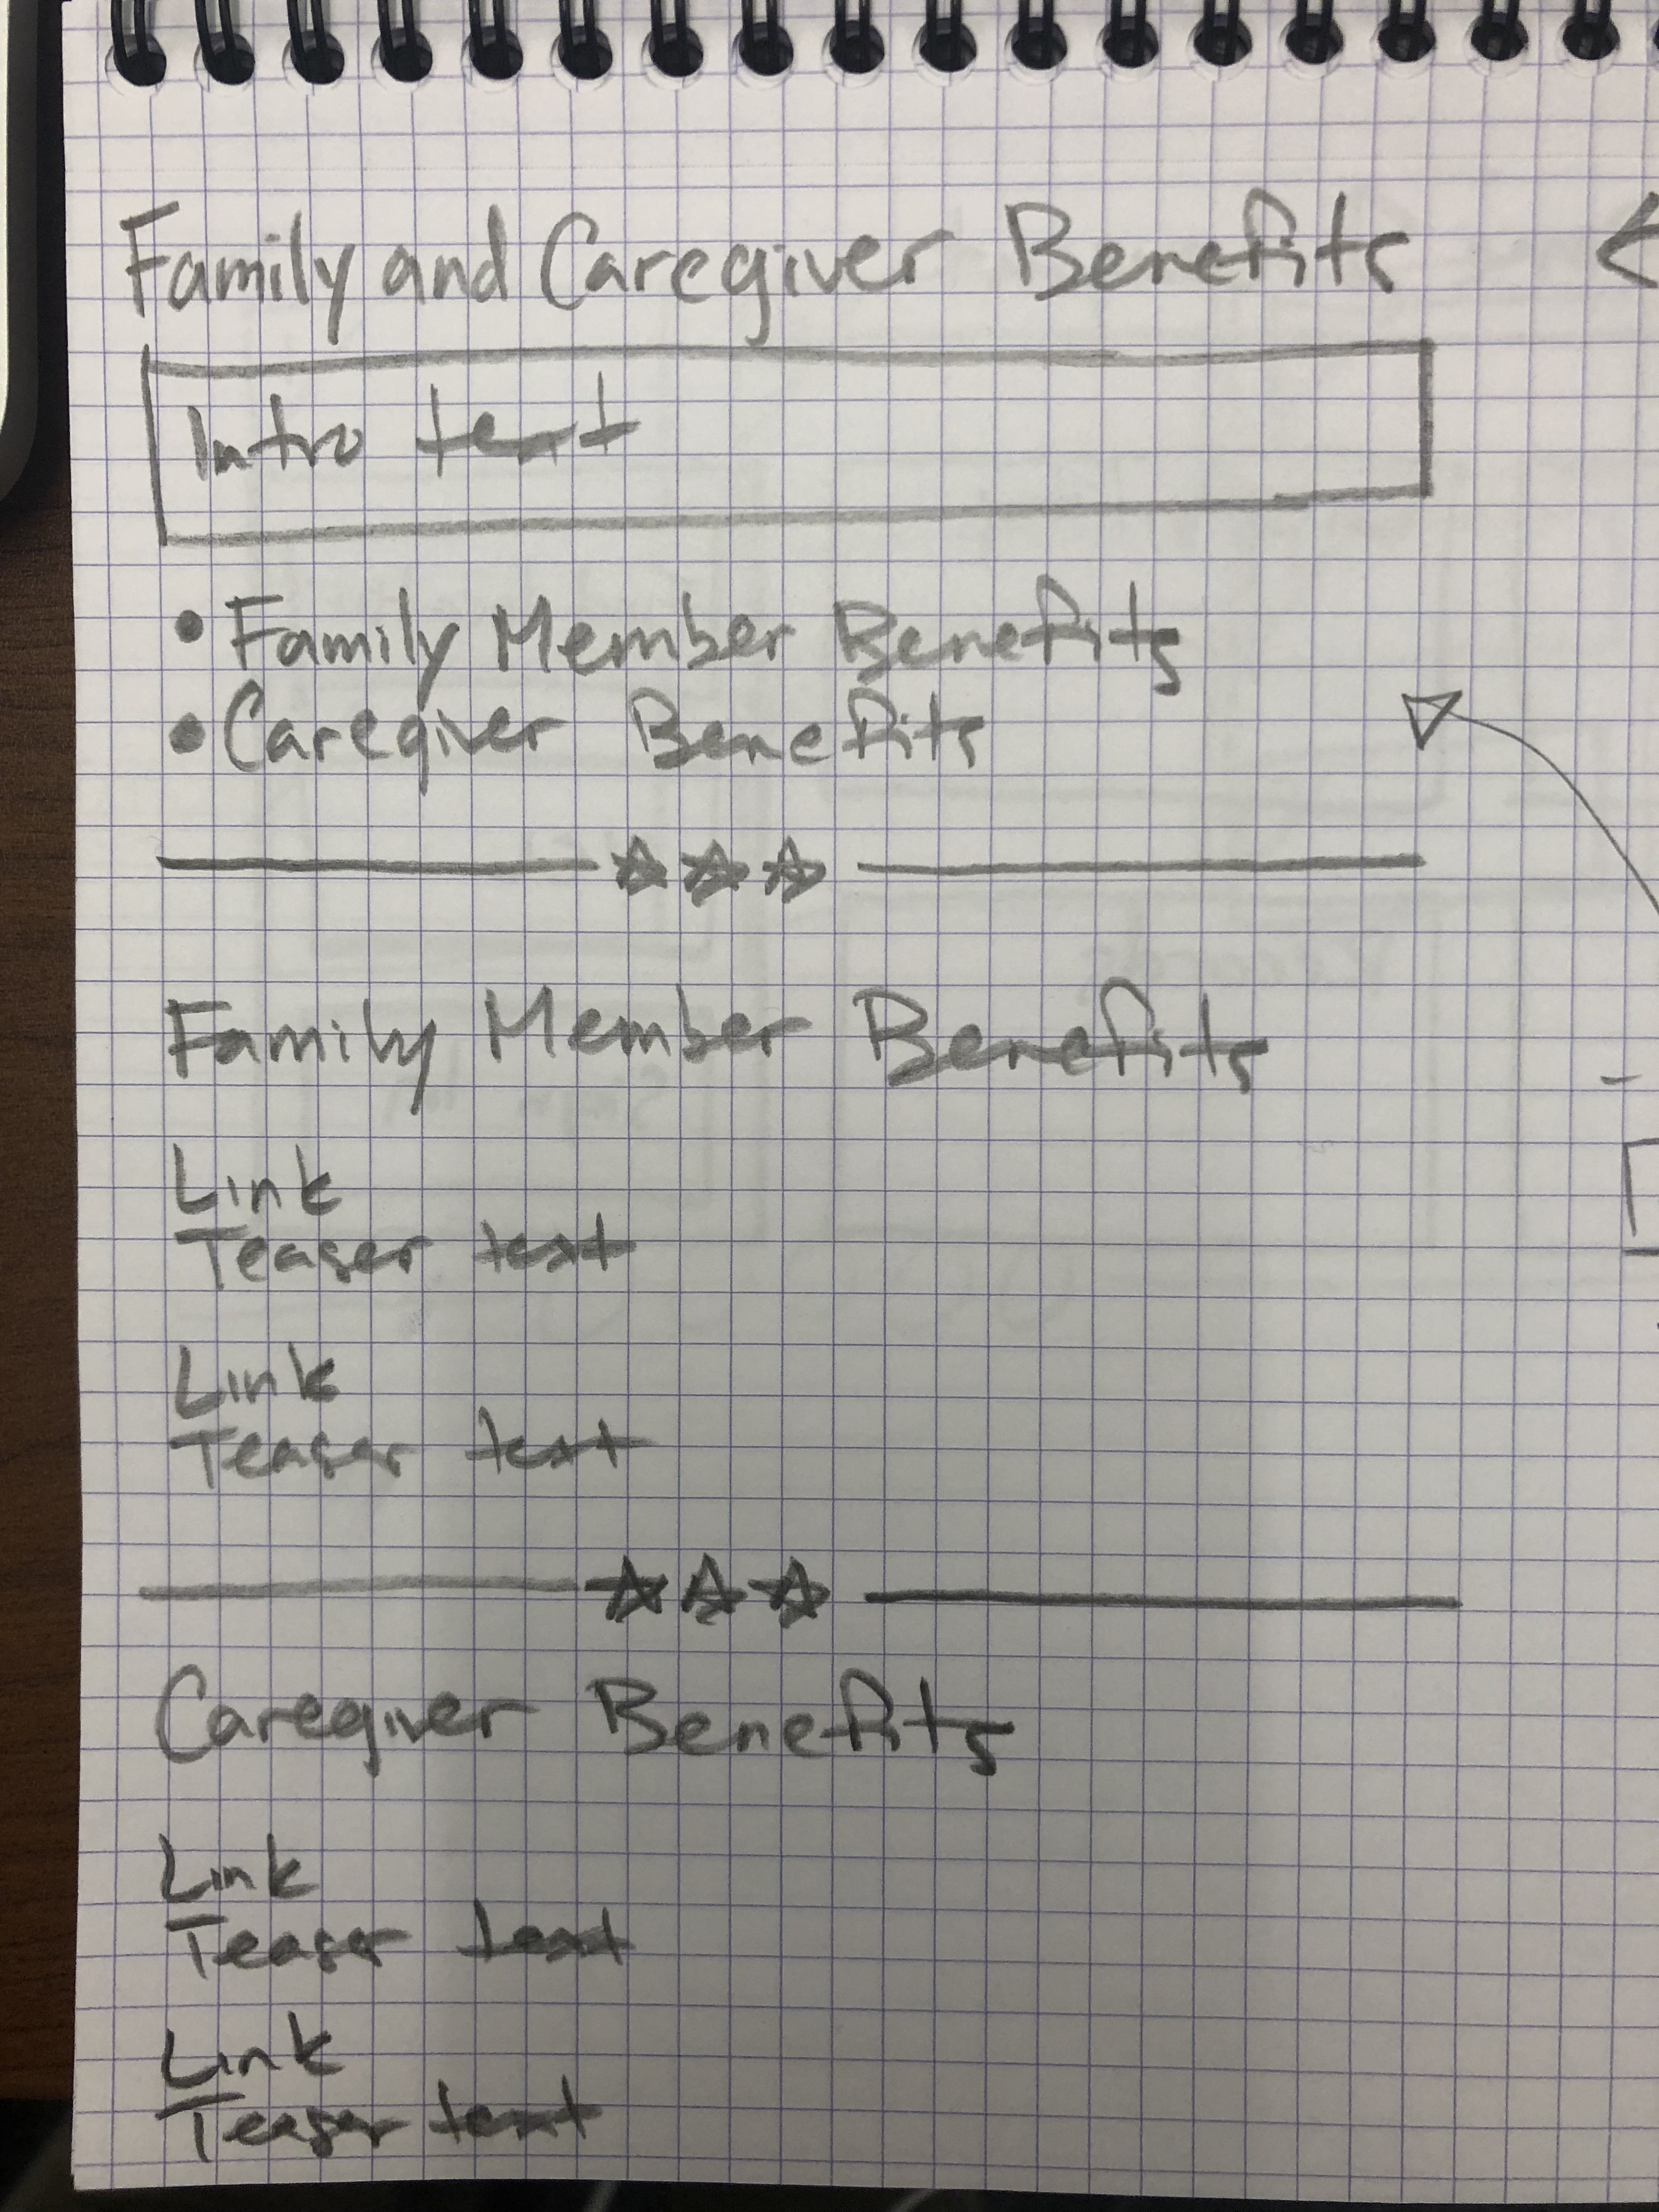 Family and Caregiver Benefits
Intro text
• Family Member Benefits
• Caregiver Benefits
Family Member Benefits
Link
Teaser text
Link
Teaser text
Caregiver Benefits
Link
Teaser text
Link
Teaser text